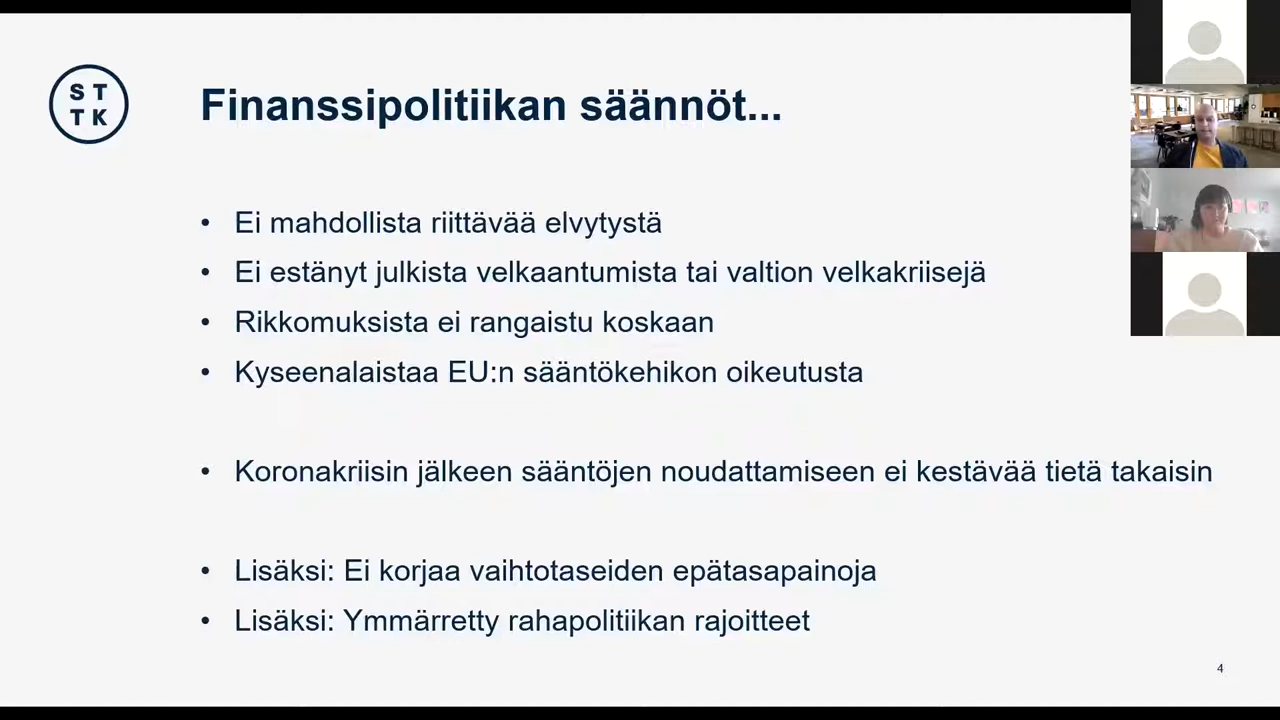 S T
T K
Finanssipolitiikan säännöt...
• Ei mahdollista riittävää elvytystä
• Ei estänyt julkista velkaantumista tai valtion velkakriisejä
• Rikkomuksista ei rangaistu koskaan
• Kyseenalaistaa EU:n sääntökehikon oikeutusta
• Koronakriisin jälkeen sääntöjen noudattamiseen ei kestävää tietä takaisin
• Lisäksi: Ei korjaa vaihtotaseiden epätasapainoja
• Lisäksi: Ymmärretty rahapolitiikan rajoitteet
4